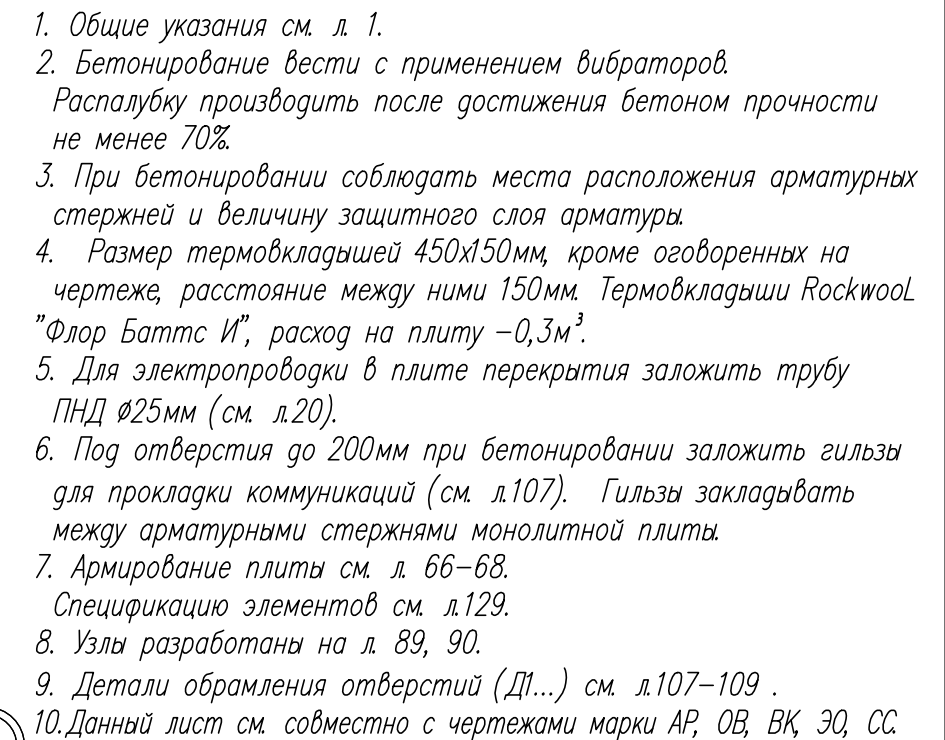 1. Общие указания см. л. 1.
2. Бетонирование вести с применением вибраторов.
Распалубку производить после достижения бетоном прочности
не менее 70%.
3. При бетонировании соблюдать места расположения арматурных
стержней и величину защитного слоя арматуры.
4. Размер термовкладышей 450х150мм, кроме оговоренных на
чертеже, расстояние между ними 150мм. Термовкладыши RockwooL
"Флор Баттс И", расход на плиту –0,3м³.
5. Для электропроводки в плите перекрытия заложить трубу
ПНД Ø25мм (см. л.20).
6. Под отверстия до 200мм при бетонировании заложить гильзы
для прокладки коммуникаций (см. л.107). Гильзы закладывать
между арматурными стержнями монолитной плиты.
7. Армирование плиты см. л. 66–68.
Спецификацию элементов см. л.129.
8. Узлы разработаны на л. 89, 90.
9. Детали обрамления отверстий (Д1...) см. л.107–109 .
10.Данный лист см. совместно с чертежами марки АР, ОВ, ВК, ЭО, СС.